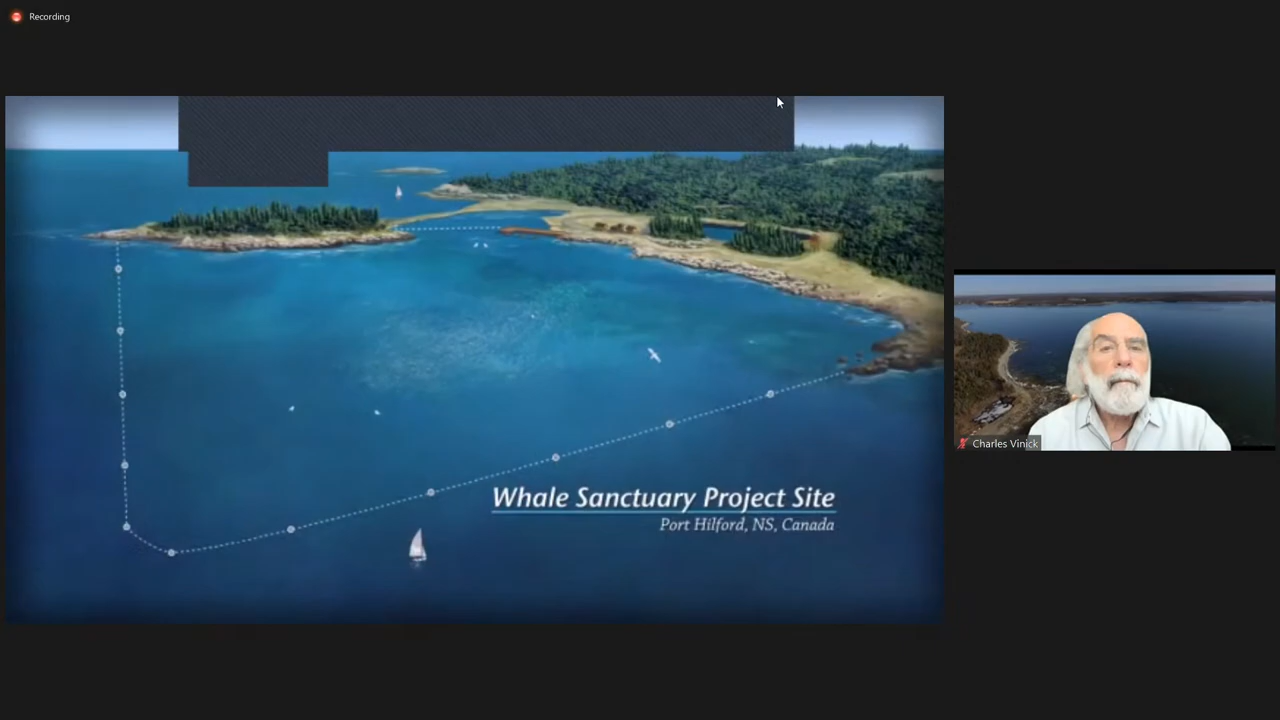 Recording
Whale Sanctuary Project Site
Port Hilford, NS, Canada
Charles Vinick